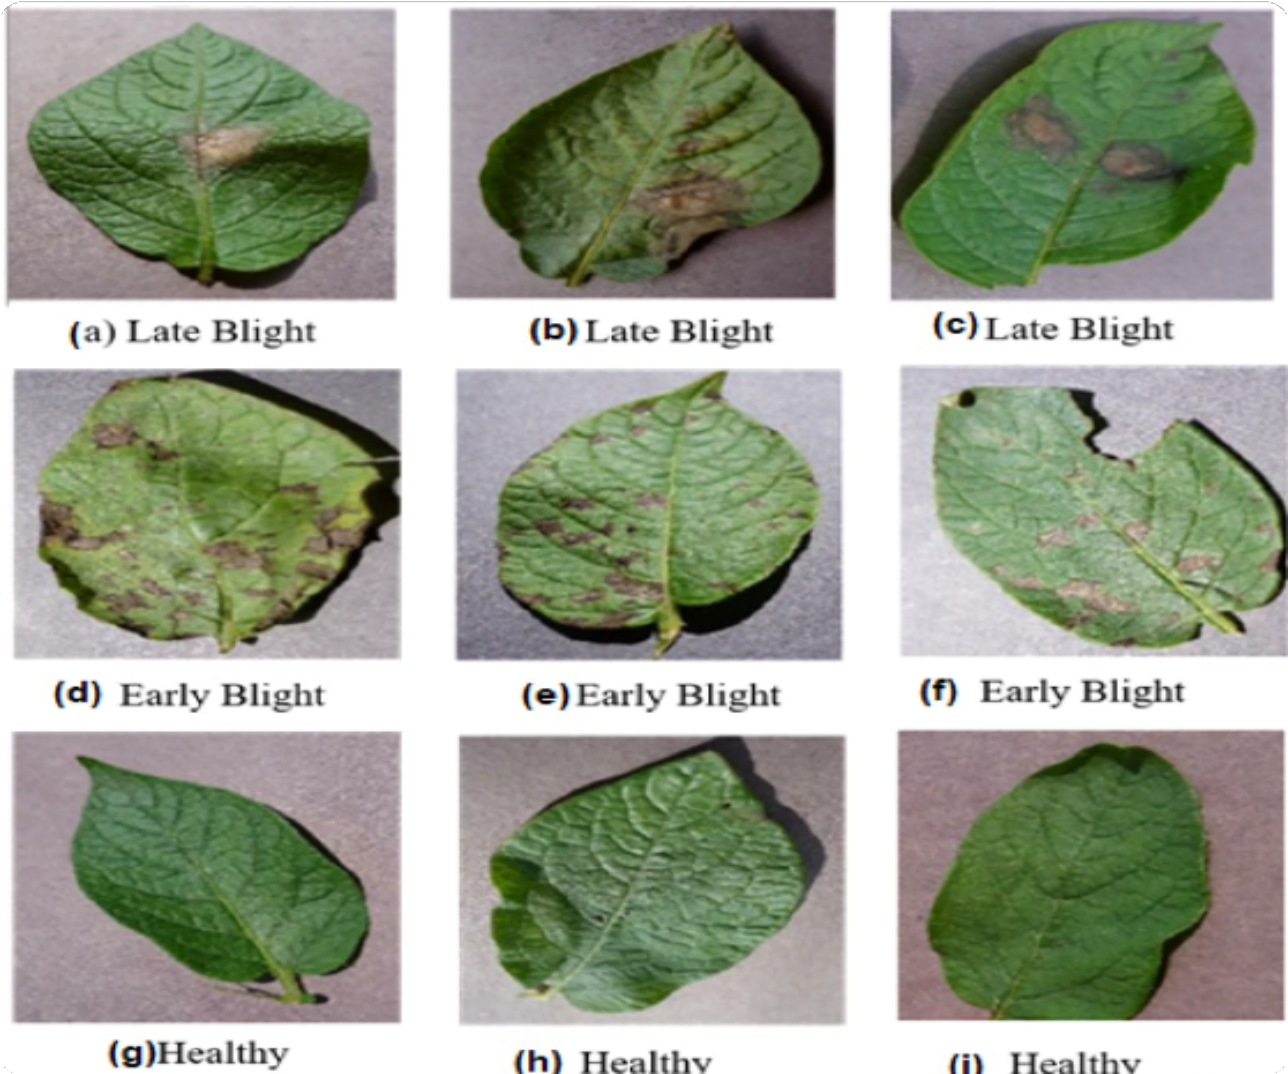 (a) Late Blight
(b) Late Blight
(c) Late Blight
(d) Early Blight
(e) Early Blight
(f) Early Blight
(g)Healthy
(h) Healthy
(i) Healthy